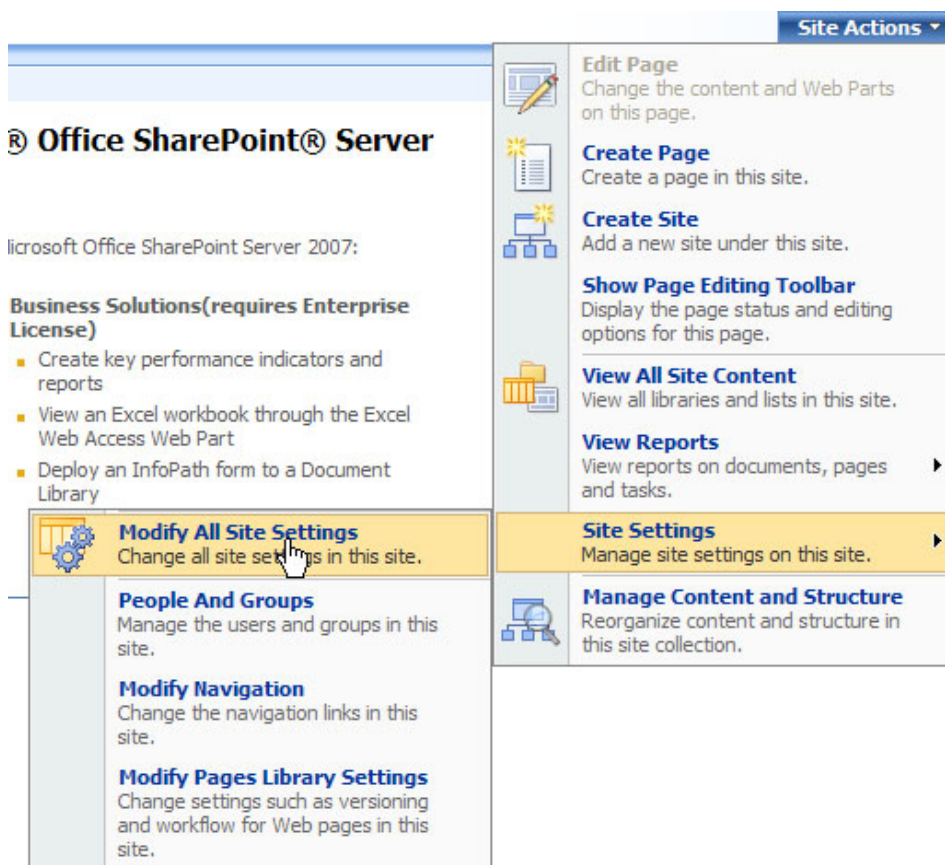 Site Actions
® Office SharePoint® Server
licrosoft Office SharePoint Server 2007:
Business Solutions(requires Enterprise
License)
Create key performance indicators and
reports
View an Excel workbook through the Excel
Web Access Web Part
Deploy an InfoPath form to a Document
Library
Edit Page
Change the content and Web Parts
on this page.
Create Page
Create a page in this site.
Create Site
Add a new site under this site.
Show Page Editing Toolbar
Display the page status and editing
options for this page.
View All Site Content
View all libraries and lists in this site.
View Reports
View reports on documents, pages
and tasks.
Site Settings
Manage site settings on this site.
Manage Content and Structure
Reorganize content and structure in
this site collection.
Modify All Site Settings
Change all site settings in this site.
People And Groups
Manage the users and groups in this
site.
Modify Navigation
Change the navigation links in this
site.
Modify Pages Library Settings
Change settings such as versioning
and workflow for Web pages in this
site.